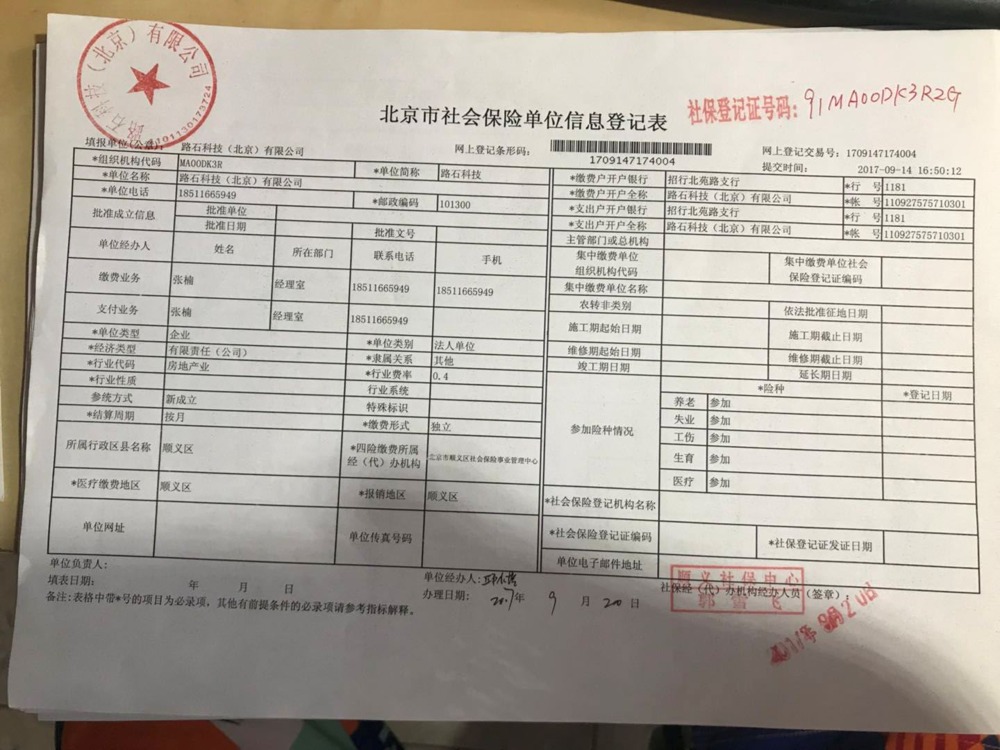 路石科技（北京）有限公司
1101130173724
北京市社会保险单位信息登记表
社保登记证号码：91MA00DK3R2G
填报单位(公章)： 路石科技（北京）有限公司 网上登记条形码： 1709147174004 网上登记交易号：1709147174004
提交时间： 2017-09-14 16:50:12
*组织机构代码 MA00DK3R *单位简称 路石科技
*单位名称 路石科技（北京）有限公司
*单位电话 18511665949 *邮政编码 101300
批准成立信息 批准单位
批准日期 批准文号
单位经办人 姓名 所在部门 联系电话 手机
缴费业务 张楠 经理室 18511665949 18511665949
支付业务 张楠 经理室 18511665949
*单位类型 企业 *单位类别 法人单位
*经济类型 有限责任（公司） *隶属关系 其他
*行业代码 房地产业 *行业费率 0.4
*行业性质 行业系统
参统方式 新成立 特殊标识
*结算周期 按月 *缴费形式 独立
所属行政区县名称 顺义区 *四险缴费所属经（代）办机构 北京市顺义区社会保险事业管理中心
*医疗缴费地区 顺义区 *报销地区 顺义区
单位网址 单位传真号码
*缴费户开户银行 招行北苑路支行 *行 号 1181
*缴费户开户全称 路石科技（北京）有限公司 *帐 号 110927575710301
*支出户开户银行 招行北苑路支行 *行 号 1181
*支出户开户全称 路石科技（北京）有限公司 *帐 号 110927575710301
主管部门或总机构
集中缴费单位组织机构代码 集中缴费单位社会保险登记证编码
集中缴费单位名称
农转非类别 依法批准征地日期
施工期起始日期 施工期截止日期
维修期起始日期 维修期截止日期
竣工期日期 延长期日期
参加险种情况 *险种 *登记日期
养老 参加
失业 参加
工伤 参加
生育 参加
医疗 参加
*社会保险登记机构名称
*社会保险登记证编码 *社保登记证发证日期
单位电子邮件地址
单位负责人： 单位经办人： 社保经（代）办机构经办人员（签章）：
填表日期： 年 月 日 办理日期： 2017年 9 月 20 日
备注:表格中带*号的项目为必录项，其他有前提条件的必录项请参考指标解释。
顺义社保中心
郭雪飞